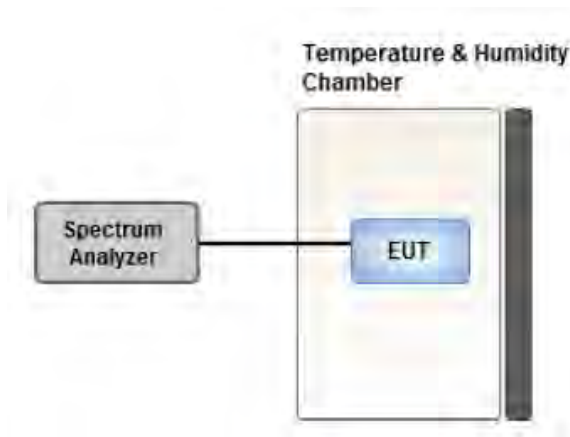 Temperature & Humidity
Chamber
Spectrum
Analyzer
EUT